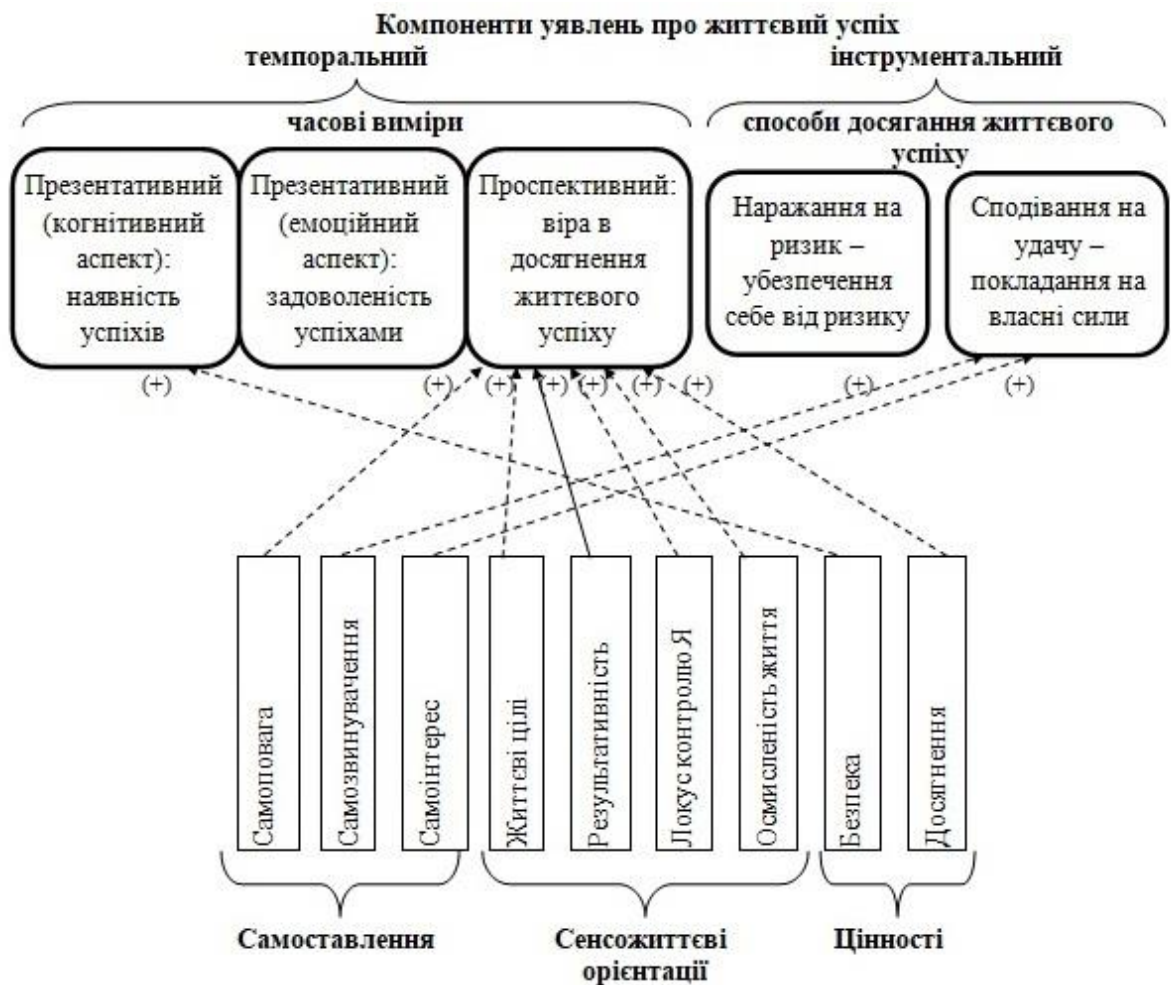 Компоненти уявлень про життєвий успіх
темпоральний
інструментальний
часові виміри
способи досягання життєвого
успіху
Презентативний
(когнітивний
аспект):
наявність
успіхів
Презентативний
(емоційний
аспект):
задоволеність
успіхами
Проспективний:
віра в
досягнення
життєвого
успіху
Наражання на
ризик –
убезпечення
себе від ризику
Сподівання на
удачу –
покладання на
власні сили
(+) (+) (+) (+) (+) (+) (+) (+) (+)
Самоповага
Самозвинувачення
Самоінтерес
Життєві цілі
Результативність
Локус контролю Я
Осмисленість життя
Безпека
Досягнення
Самоставлення
Сенсожиттєві
орієнтації
Цінності